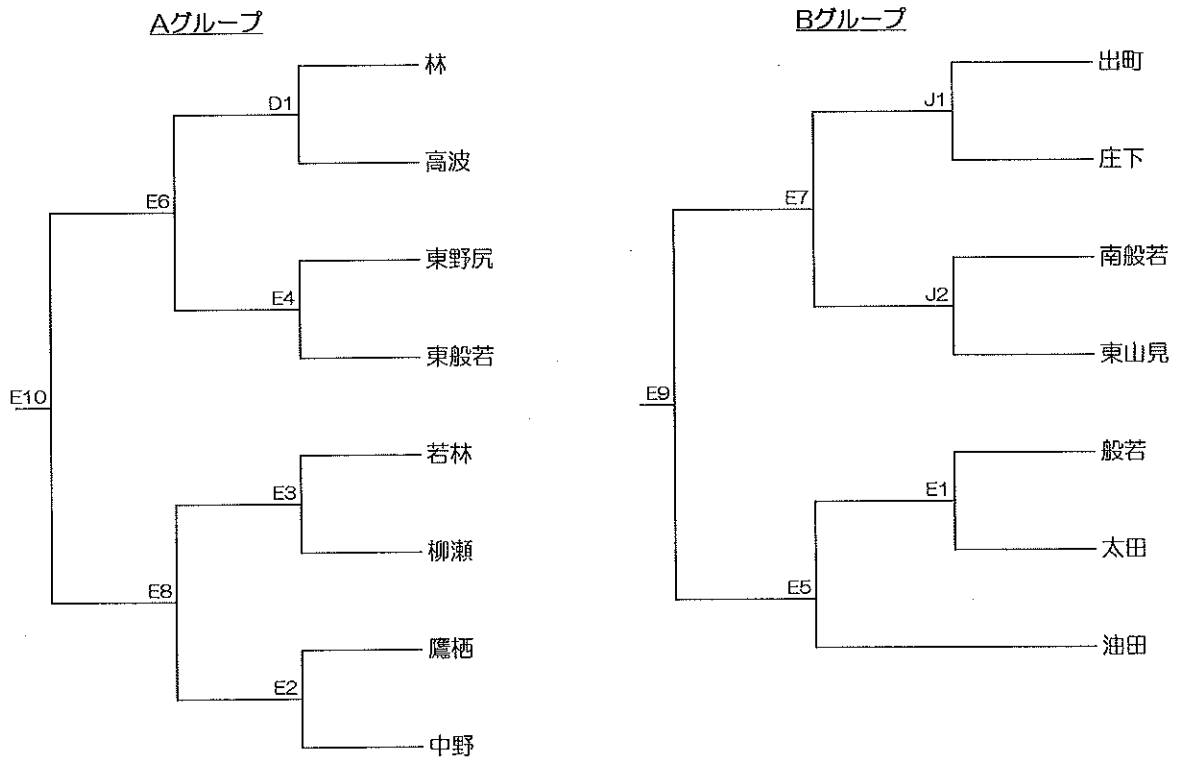 Aグループ
林
D1
高波
E6
東野尻
E4
東般若
E10
若林
E3
柳瀬
E8
鷹栖
E2
中野
Bグループ
出町
J1
庄下
E7
南般若
J2
東山見
E9
般若
E1
太田
E5
油田